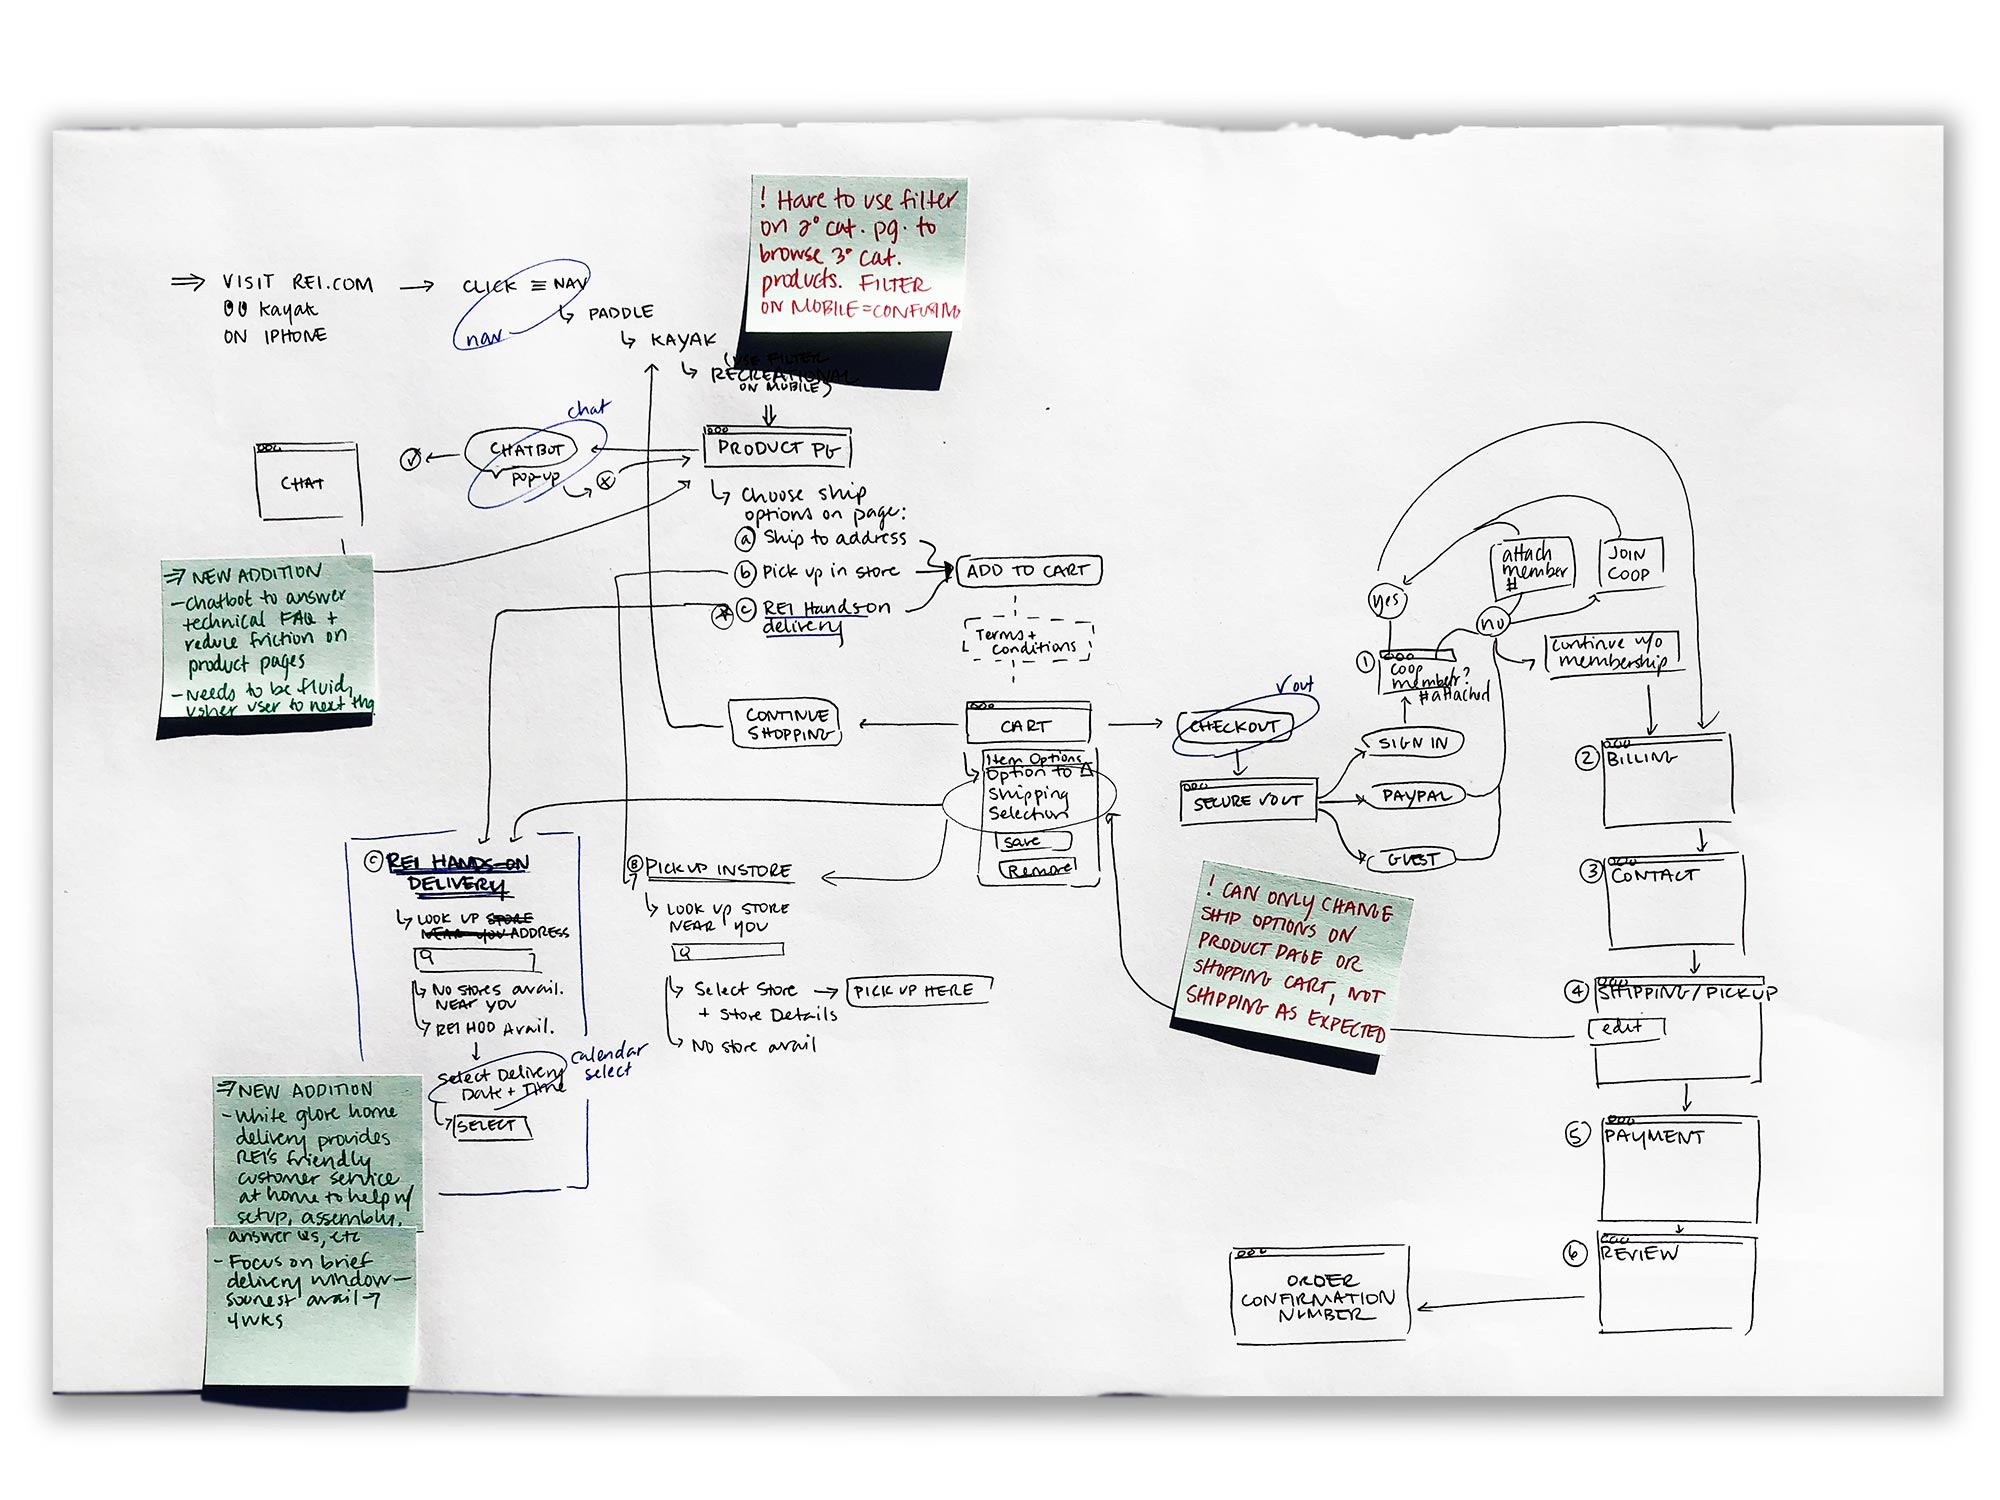 ! Have to use filter
on 2° cat. pg. to
browse 3° cat.
products. FILTER
ON MOBILE = CONFUSING
⇒ VISIT REI.COM → CLICK ≡ NAV
kayak
ON IPHONE
nav
↳ PADDLE
↳ KAYAK
(USE FILTER
↳ RECREATIONAL
ON MOBILE)
chat
CHATBOT
POP-UP
CHAT
PRODUCT PG
↳ Choose ship
options on page:
ⓐ Ship to address
ⓑ Pick up in store
ⓒ REI Hands-on
delivery
ADD TO CART
Terms +
Conditions
⇒ NEW ADDITION
- Chatbot to answer
technical FAQ +
reduce friction on
product pages
- Needs to be fluid,
usher user to next
CONTINUE
SHOPPING
CART
Item Options
Option to Δ
Shipping
Selection
Save
Remove
√ out
CHECKOUT
SECURE √OUT
SIGN IN
PAYPAL
GUEST
① Coop
member?
#attached
yes
no
attach
member
#
JOIN
COOP
Continue w/o
membership
② BILLING
③ CONTACT
④ SHIPPING/PICKUP
edit
⑤ PAYMENT
⑥ REVIEW
ORDER
CONFIRMATION
NUMBER
! CAN ONLY CHANGE
SHIP OPTIONS ON
PRODUCT PAGE OR
SHOPPING CART, NOT
SHIPPING AS EXPECTED
Ⓑ PICK UP INSTORE
↳ LOOK UP STORE
NEAR YOU
↳ Select Store → PICK UP HERE
+ Store Details
↳ No store avail
© REI HANDS-ON
DELIVERY
↳ LOOK UP STORE
NEAR YOU ADDRESS
↳ No stores avail.
NEAR YOU
↳ REI HOD Avail.
calendar
select
Select Delivery
Date + Time
SELECT
⇒ NEW ADDITION
- White glove home
delivery provides
REI's friendly
customer service
at home to help w/
setup, assembly,
answer Qs, etc
- Focus on brief
delivery window -
soonest avail →
4wks